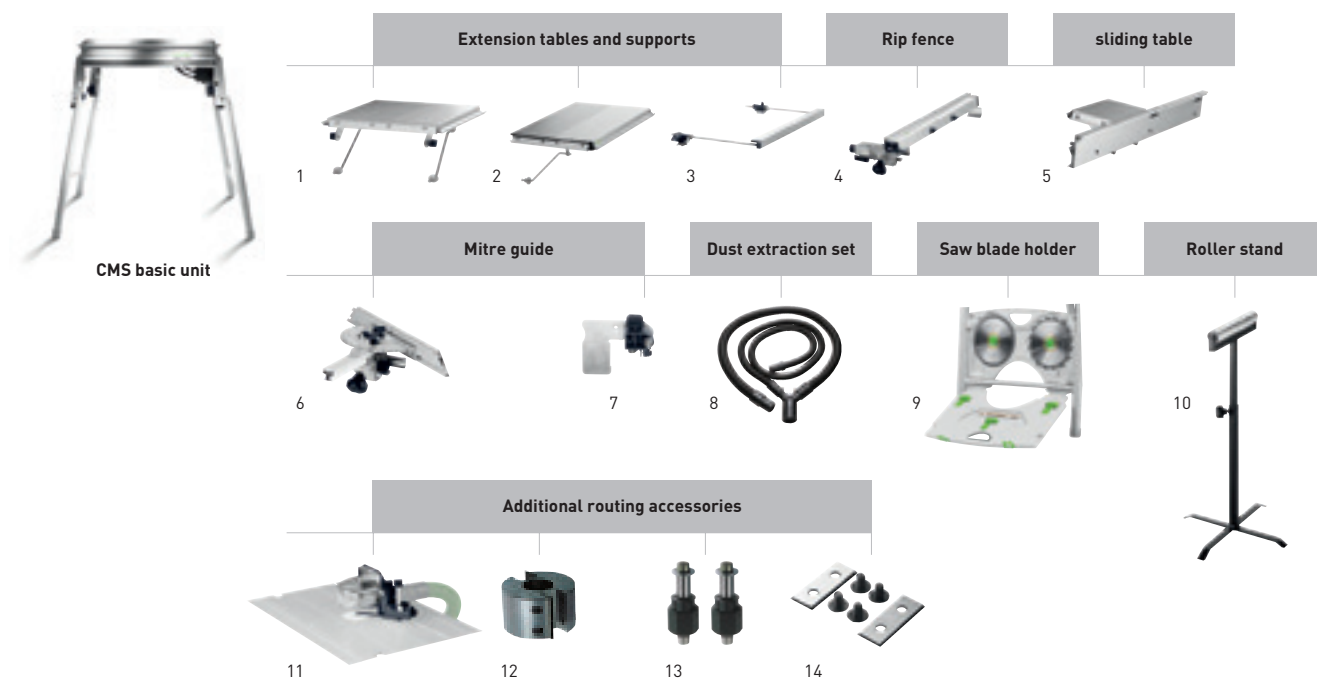 Extension tables and supports
Rip fence
sliding table
1
2
3
4
5
CMS basic unit
Mitre guide
Dust extraction set
Saw blade holder
Roller stand
6
7
8
9
10
Additional routing accessories
11
12
13
14